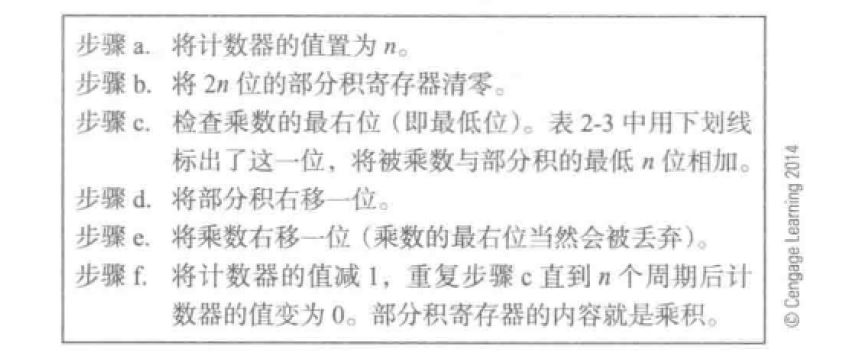 步骤 a. 将计数器的值置为 n。
步骤 b. 将 2n 位的部分积寄存器清零。
步骤 c. 检查乘数的最右位（即最低位）。表 2-3 中用下划线
标出了这一位，将被乘数与部分积的最低 n 位相加。
步骤 d. 将部分积右移一位。
步骤 e. 将乘数右移一位（乘数的最右位当然会被丢弃）。
步骤 f. 将计数器的值减 1，重复步骤 c 直到 n 个周期后计
数器的值变为 0。部分积寄存器的内容就是乘积。
© Cengage Learning 2014